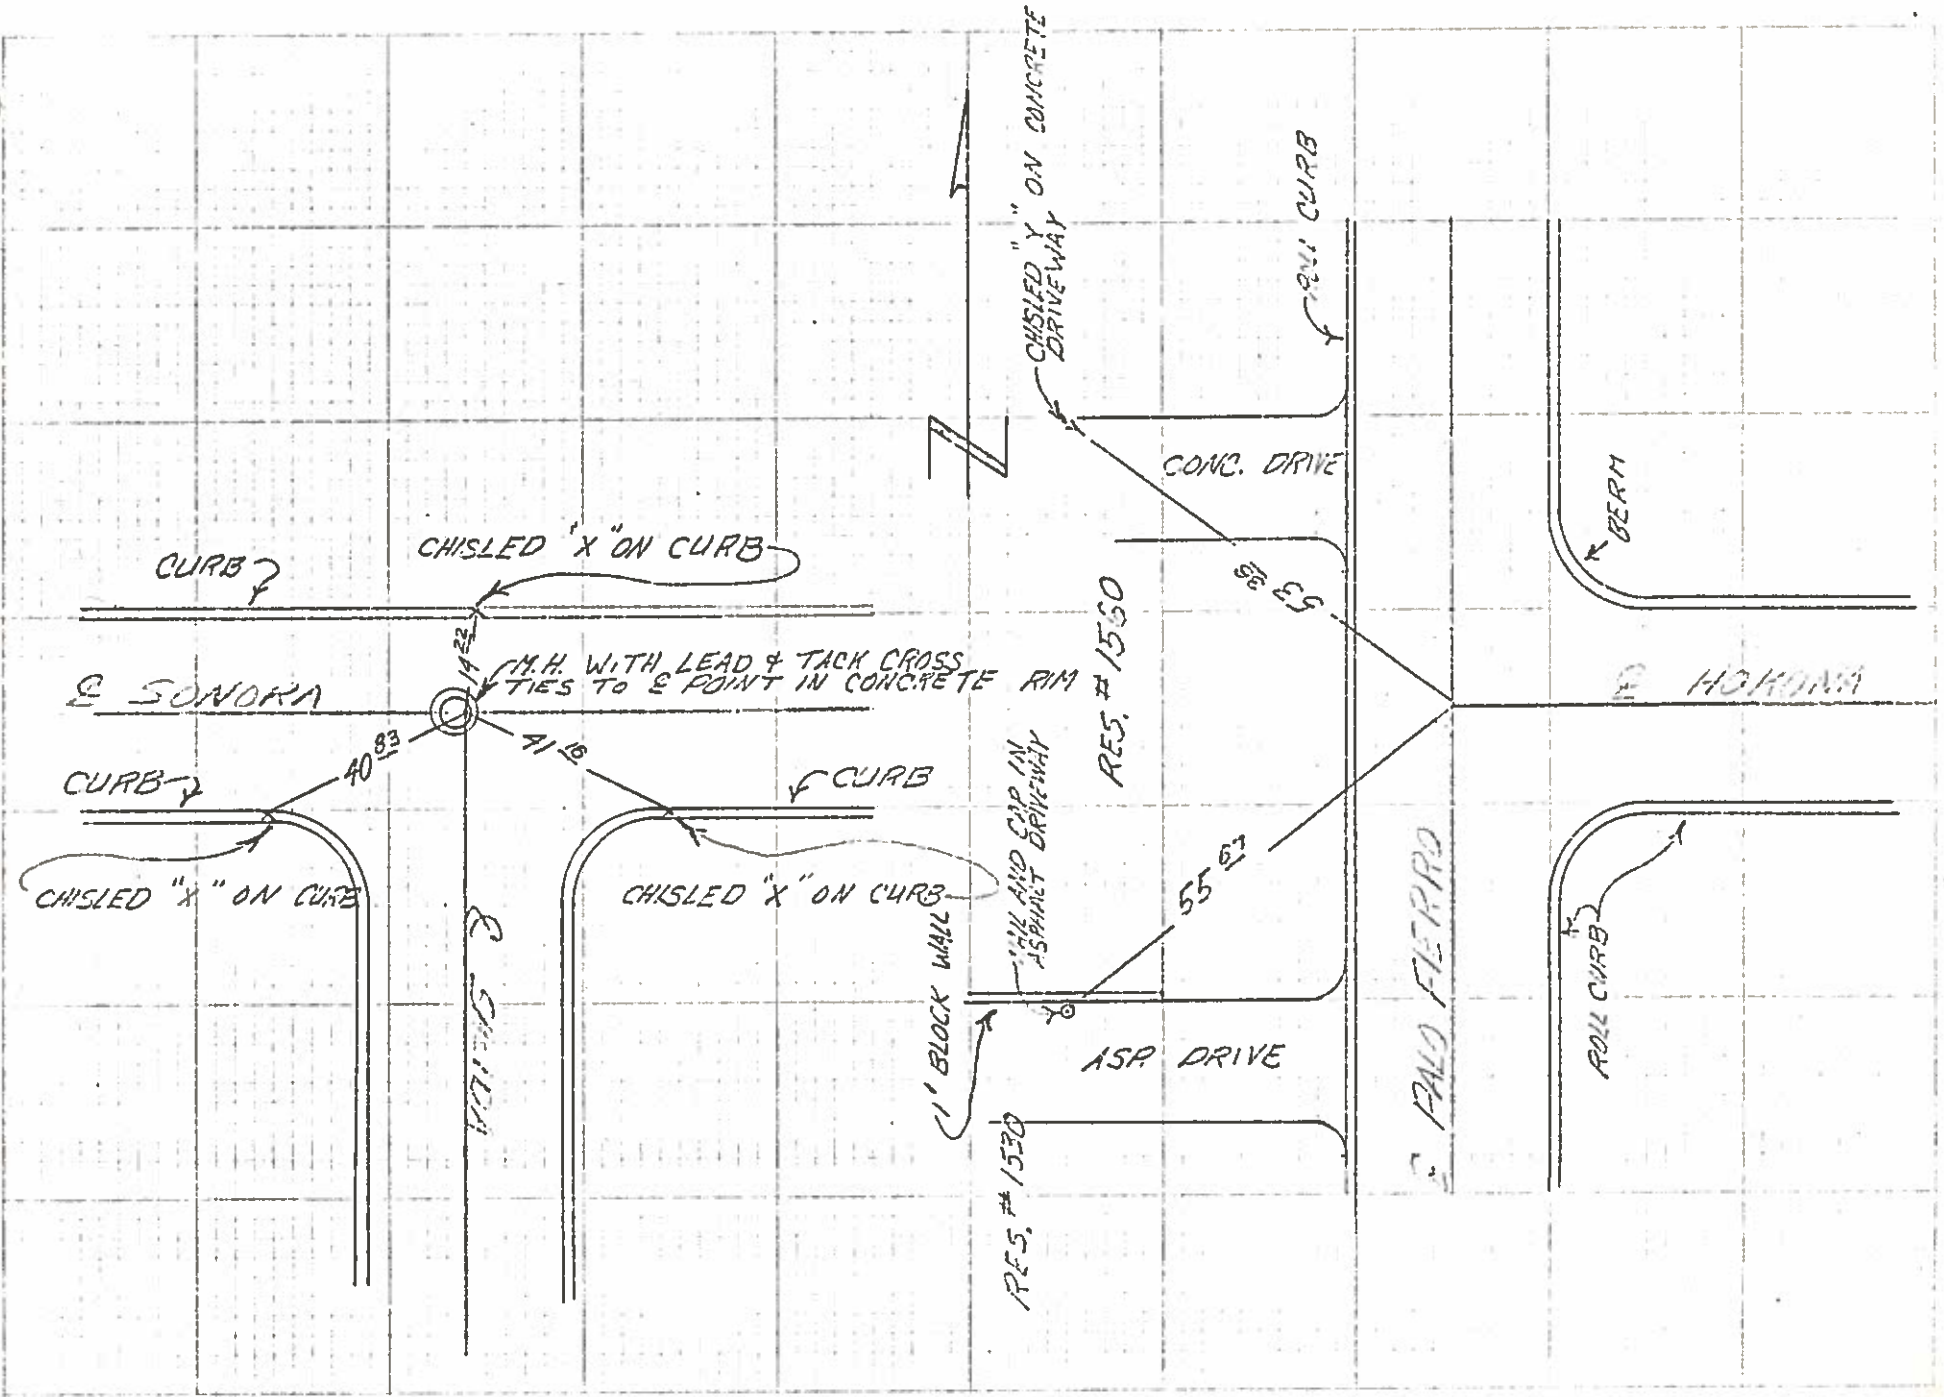 CURB
CHISLED "X" ON CURB
14 22
M.H. WITH LEAD & TACK CROSS
TIES TO ℄ POINT IN CONCRETE RIM
℄ SONORA
40 83
41 16
CURB
CURB
CHISLED "X" ON CURB
CHISLED "X" ON CURB
℄
N
CHISLED "Y" ON CONCRETE
DRIVEWAY
CURB
CONC. DRIVE
BERM
53
RES. # 1560
℄ HOKONA
AND CAP IN
ASPHALT DRIVEWAY
55 67
1' BLOCK WALL
ASP. DRIVE
℄ PALO FIERRO
ROLL CURB
RES. # 1530